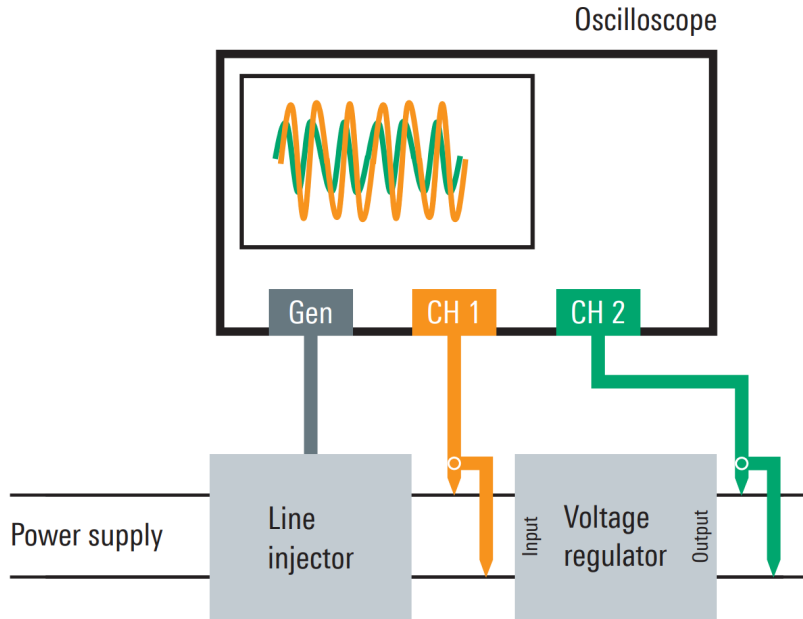 Oscilloscope
Gen
CH 1
CH 2
Power supply
Line
injector
Input
Voltage
regulator
Output